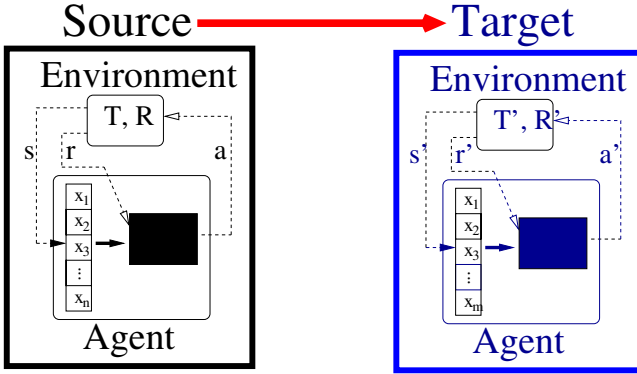 Source
Environment
T, R
s
r
a
x1
x2
x3
⋮
xn
Agent
Target
Environment
T', R'
s'
r'
a'
x1
x2
x3
⋮
xm
Agent